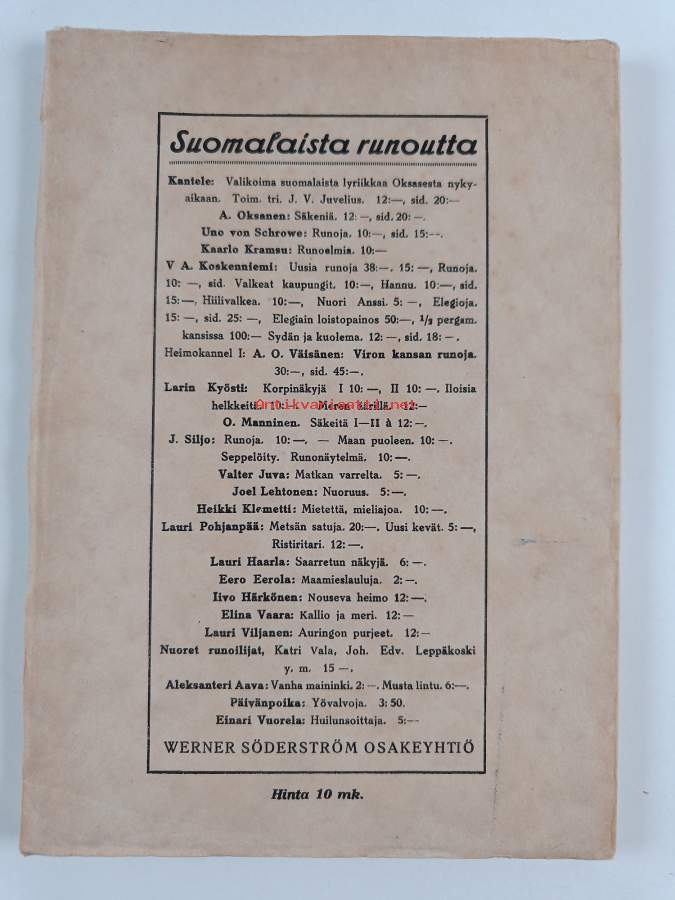 Suomalaista runoutta
Kantele: Valikoima suomalaista lyriikkaa Oksasesta nyky-
aikaan. Toim. tri. J. V. Juvelius. 12:—, sid. 20:—
A. Oksanen: Säkeniä. 12: —, sid. 20: —.
Uno von Schrowe: Runoja. 10:—, sid. 15:—.
Kaarlo Kramsu: Runoelmia. 10:—
V A. Koskenniemi: Uusia runoja 38:—. 15: —, Runoja.
10: —, sid. Valkeat kaupungit. 10:—, Hannu. 10:—, sid.
15:—, Hiilivalkea. 10:—, Nuori Anssi. 5: —, Elegioja.
15: —, sid. 25: —, Elegiain loistopainos 50:—, 1/2 pergam.
kansissa 100:— Sydän ja kuolema. 12: —, sid. 18: —.
Heimokannel I: A. O. Väisänen: Viron kansan runoja.
30:—, sid. 45:—.
Larin Kyösti: Korpinäkyjä I 10: —, II 10: —. Iloisia
helkkeitä. 10:—. Meren äärillä. 12:—
Antikvariaatti.net
O. Manninen. Säkeitä I—II à 12: —.
J. Siljo: Runoja. 10: —. — Maan puoleen. 10: —.
Seppelöity. Runonäytelmä. 10: —.
Valter Juva: Matkan varrelta. 5: —.
Joel Lehtonen: Nuoruus. 5: —.
Heikki Klemetti: Mietettä, mieliajoa. 10: —.
Lauri Pohjanpää: Metsän satuja. 20:—. Uusi kevät. 5: —,
Ristiritari. 12: —.
Lauri Haarla: Saarretun näkyjä. 6: —.
Eero Eerola: Maamieslauluja. 2: —.
Iivo Härkönen: Nouseva heimo 12: —.
Elina Vaara: Kallio ja meri. 12: —
Lauri Viljanen: Auringon purjeet. 12: —
Nuoret runoilijat, Katri Vala, Joh. Edv. Leppäkoski
y. m. 15 —.
Aleksanteri Aava: Vanha maininki. 2: —. Musta lintu. 6:—.
Päivänpoika: Yövalvoja. 3: 50.
Einari Vuorela: Huilunsoittaja. 5:—
WERNER SÖDERSTRÖM OSAKEYHTIÖ
Hinta 10 mk.